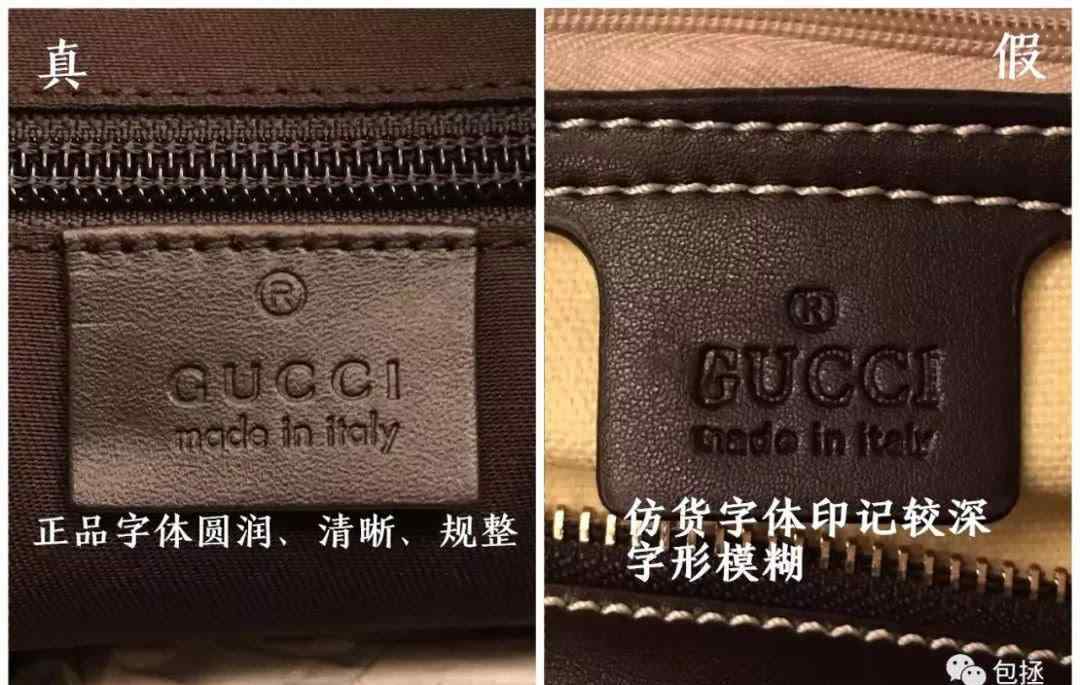 真
®
GUCCI
made in italy
正品字体圆润、清晰、规整
假
®
GUCCI
made in italy
仿货字体印记较深
字形模糊
包拯